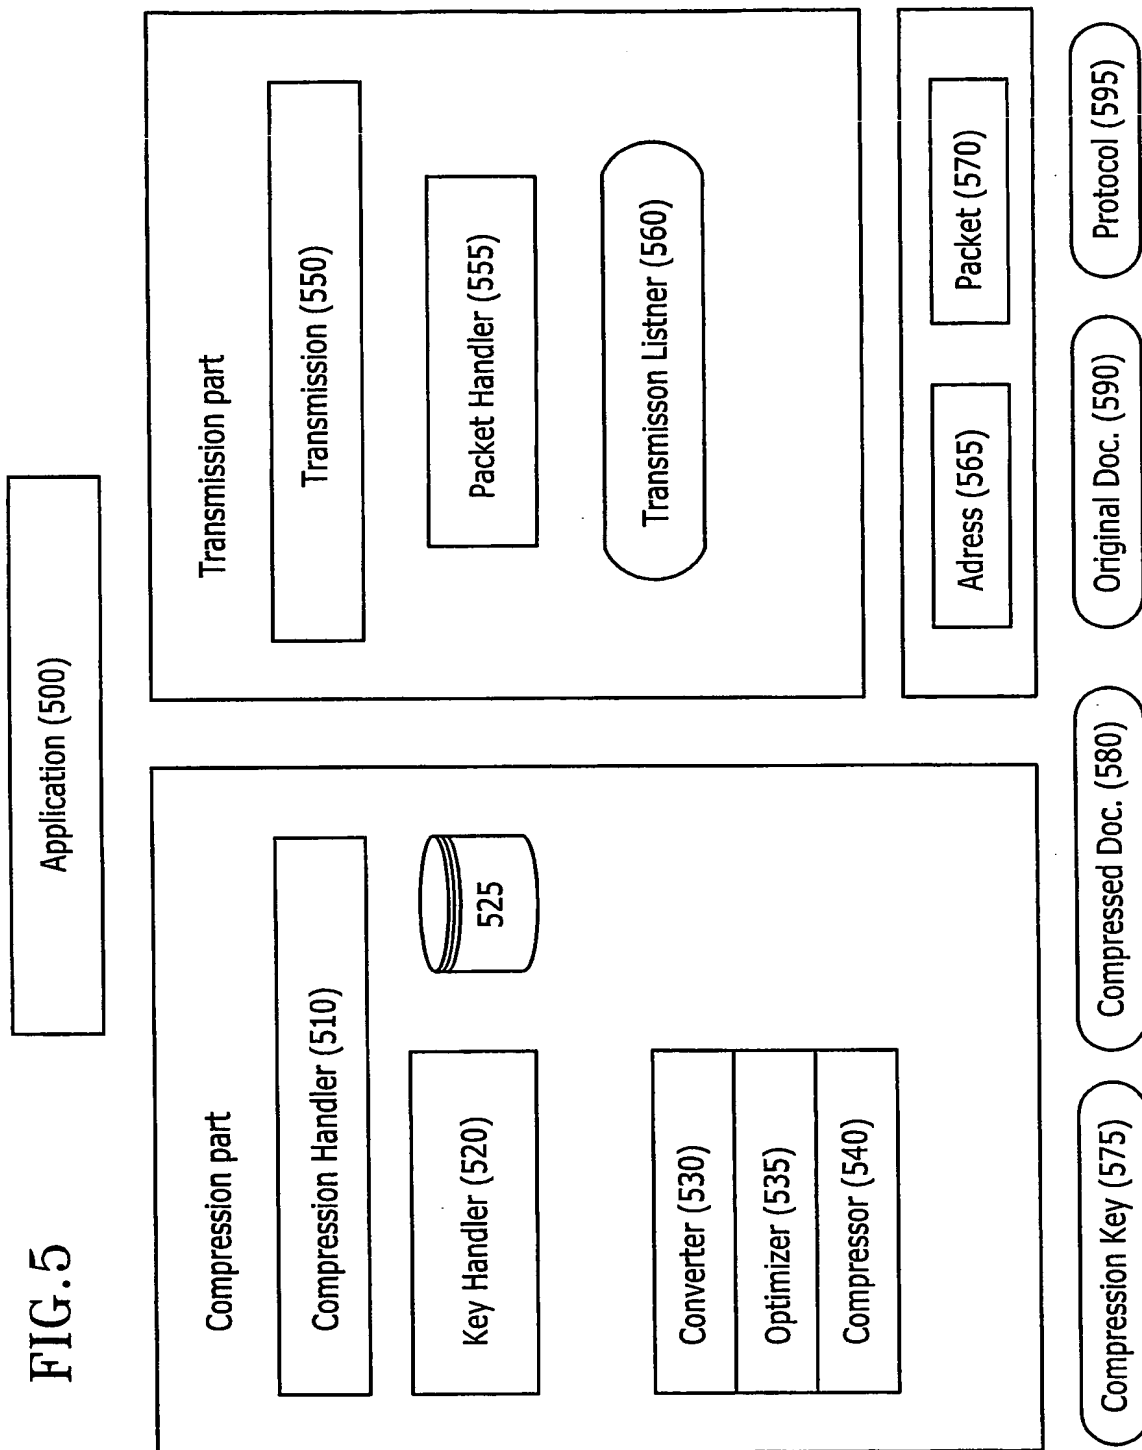 FIG.5
Application (500)
Compression part
Compression Handler (510)
Key Handler (520)
525
Converter (530)
Optimizer (535)
Compressor (540)
Transmission part
Transmission (550)
Packet Handler (555)
Transmisson Listner (560)
Adress (565)
Packet (570)
Compression Key (575)
Compressed Doc. (580)
Original Doc. (590)
Protocol (595)